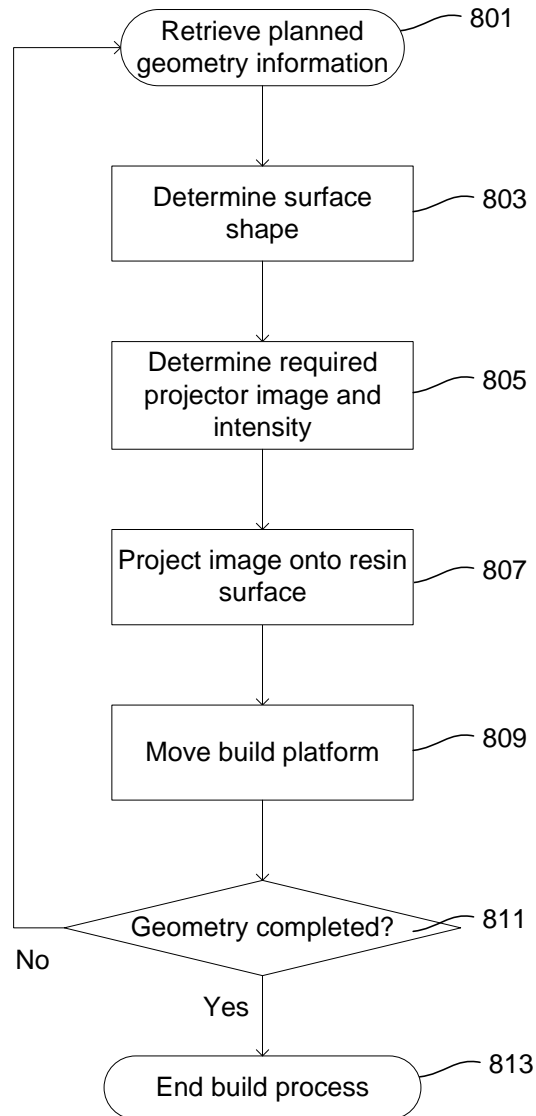 Retrieve planned
geometry information
801
Determine surface
shape
803
Determine required
projector image and
intensity
805
Project image onto resin
surface
807
Move build platform
809
Geometry completed?
811
No
Yes
End build process
813